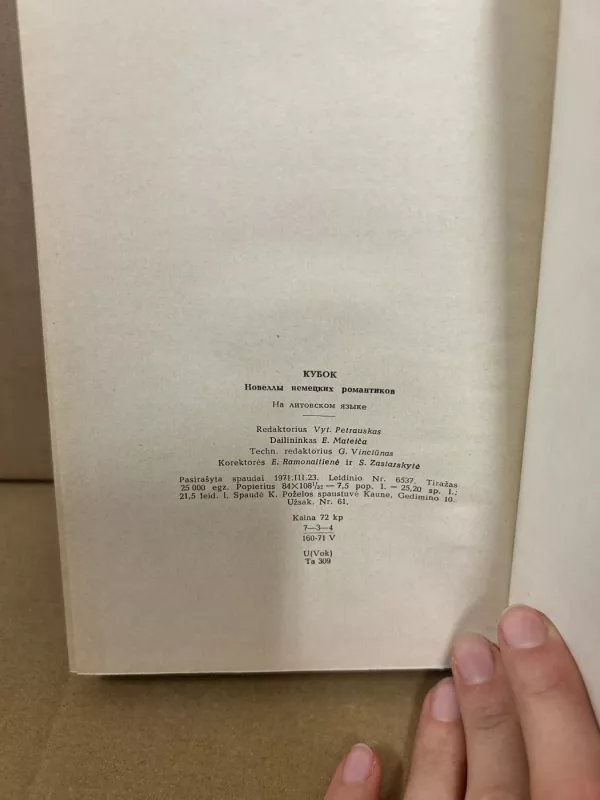 КУБОК
Новеллы немецких романтиков
На литовском языке
Redaktorius Vyt. Petrauskas
Dailininkas E. Mateiča
Techn. redaktorius G. Vinciūnas
Korektorės E. Ramonaitienė ir S. Zasiarskytė
Pasirašyta spaudai 1971.III.23. Leidinio Nr. 6537. Tiražas
25 000 egz. Popierius 84×108¹/₃₂ — 7,5 pop. l. — 25,20 sp. l.;
21,5 leid. l. Spaudė K. Poželos spaustuvė Kaune, Gedimino 10.
Užsak. Nr. 61.
Kaina 72 kp
7—3—4
160-71 V
U(Vok)
Ta 309